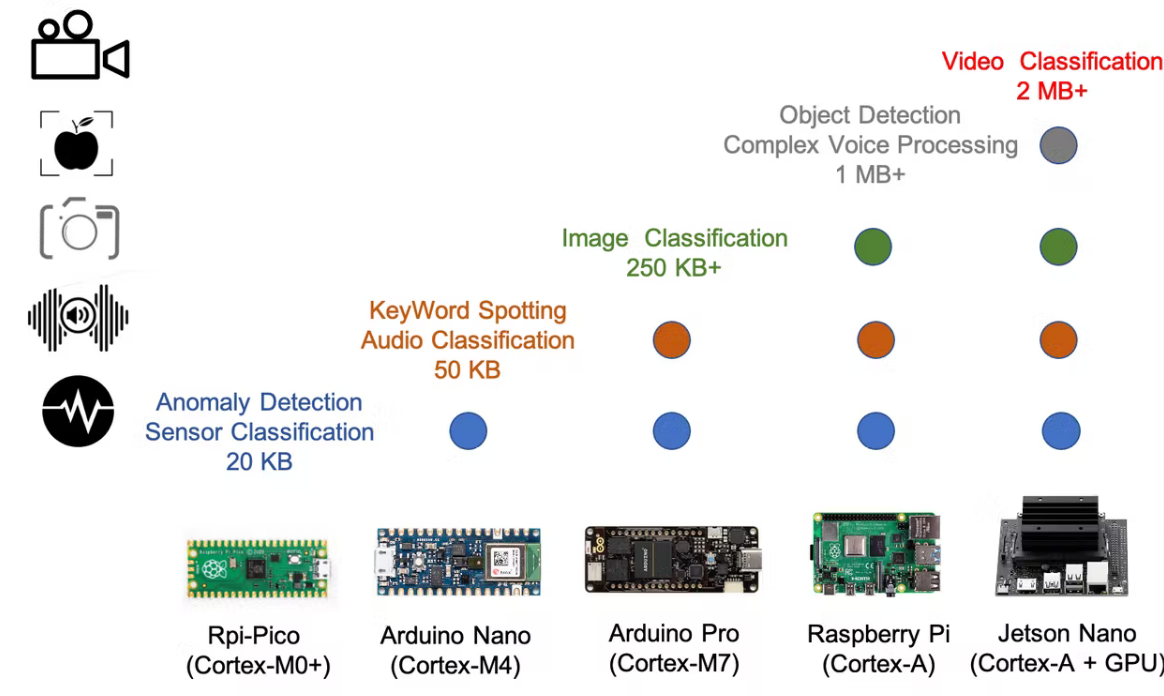 Video Classification
2 MB+
Object Detection
Complex Voice Processing
1 MB+
Image Classification
250 KB+
KeyWord Spotting
Audio Classification
50 KB
Anomaly Detection
Sensor Classification
20 KB
Rpi-Pico
(Cortex-M0+)
Arduino Nano
(Cortex-M4)
Arduino Pro
(Cortex-M7)
Raspberry Pi
(Cortex-A)
Jetson Nano
(Cortex-A + GPU)